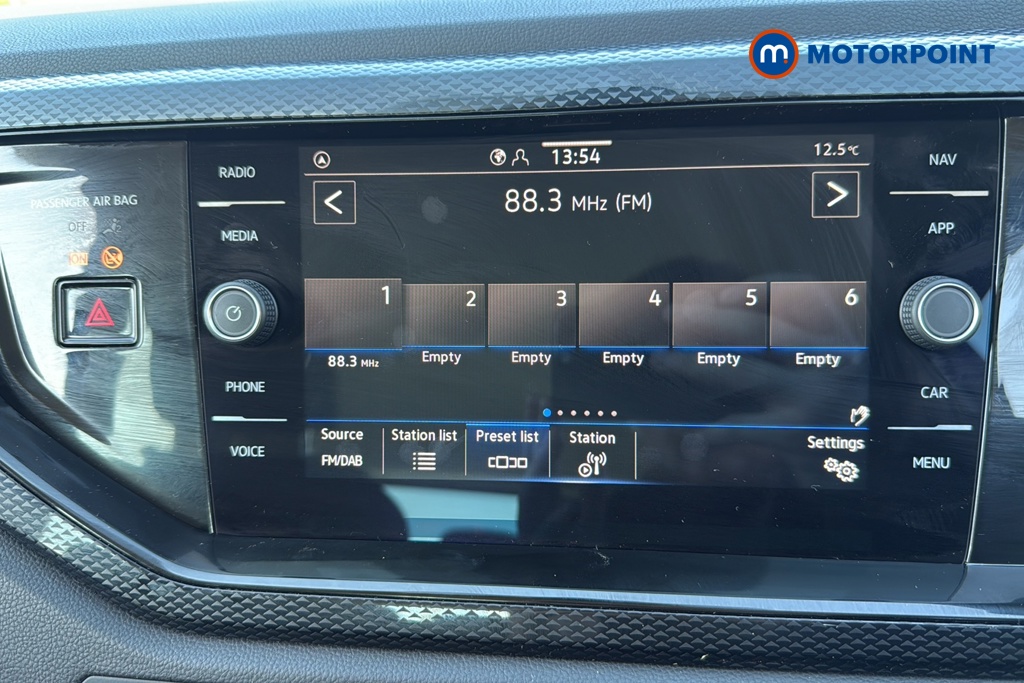 m MOTORPOINT
RADIO
MEDIA
PHONE
VOICE
NAV
APP
CAR
MENU
PASSENGER AIR BAG
OFF
ON
13:54
12.5°C
< 88.3 MHz (FM) >
1 2 3 4 5 6
88.3 MHz Empty Empty Empty Empty Empty
Source Station list Preset list Station Settings
FM/DAB